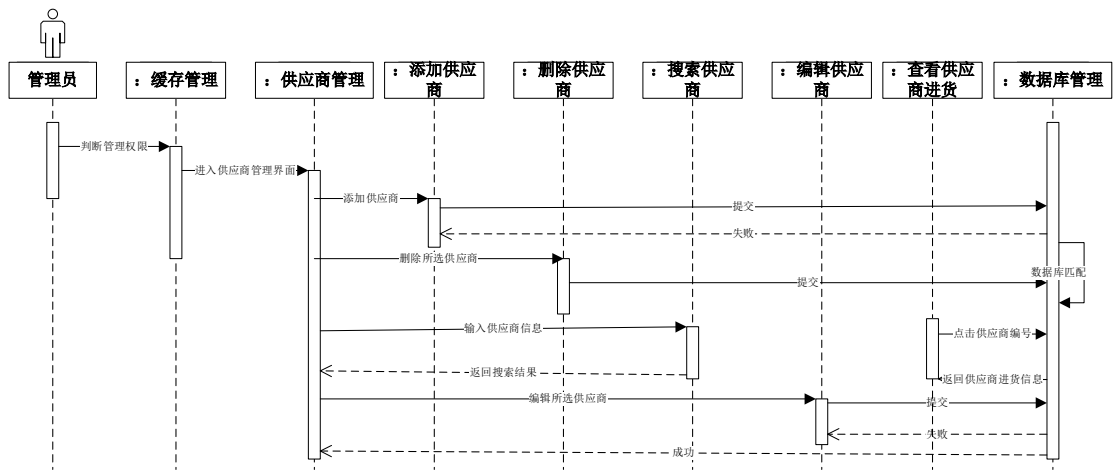 管理员
：缓存管理
：供应商管理
：添加供应
商
：删除供应
商
：搜索供应
商
：编辑供应
商
：查看供应
商进货
：数据库管理
判断管理权限
进入供应商管理界面
添加供应商
提交
失败
删除所选供应商
数据库匹配
提交
输入供应商信息
点击供应商编号
返回搜索结果
返回供应商进货信息
编辑所选供应商
提交
失败
成功